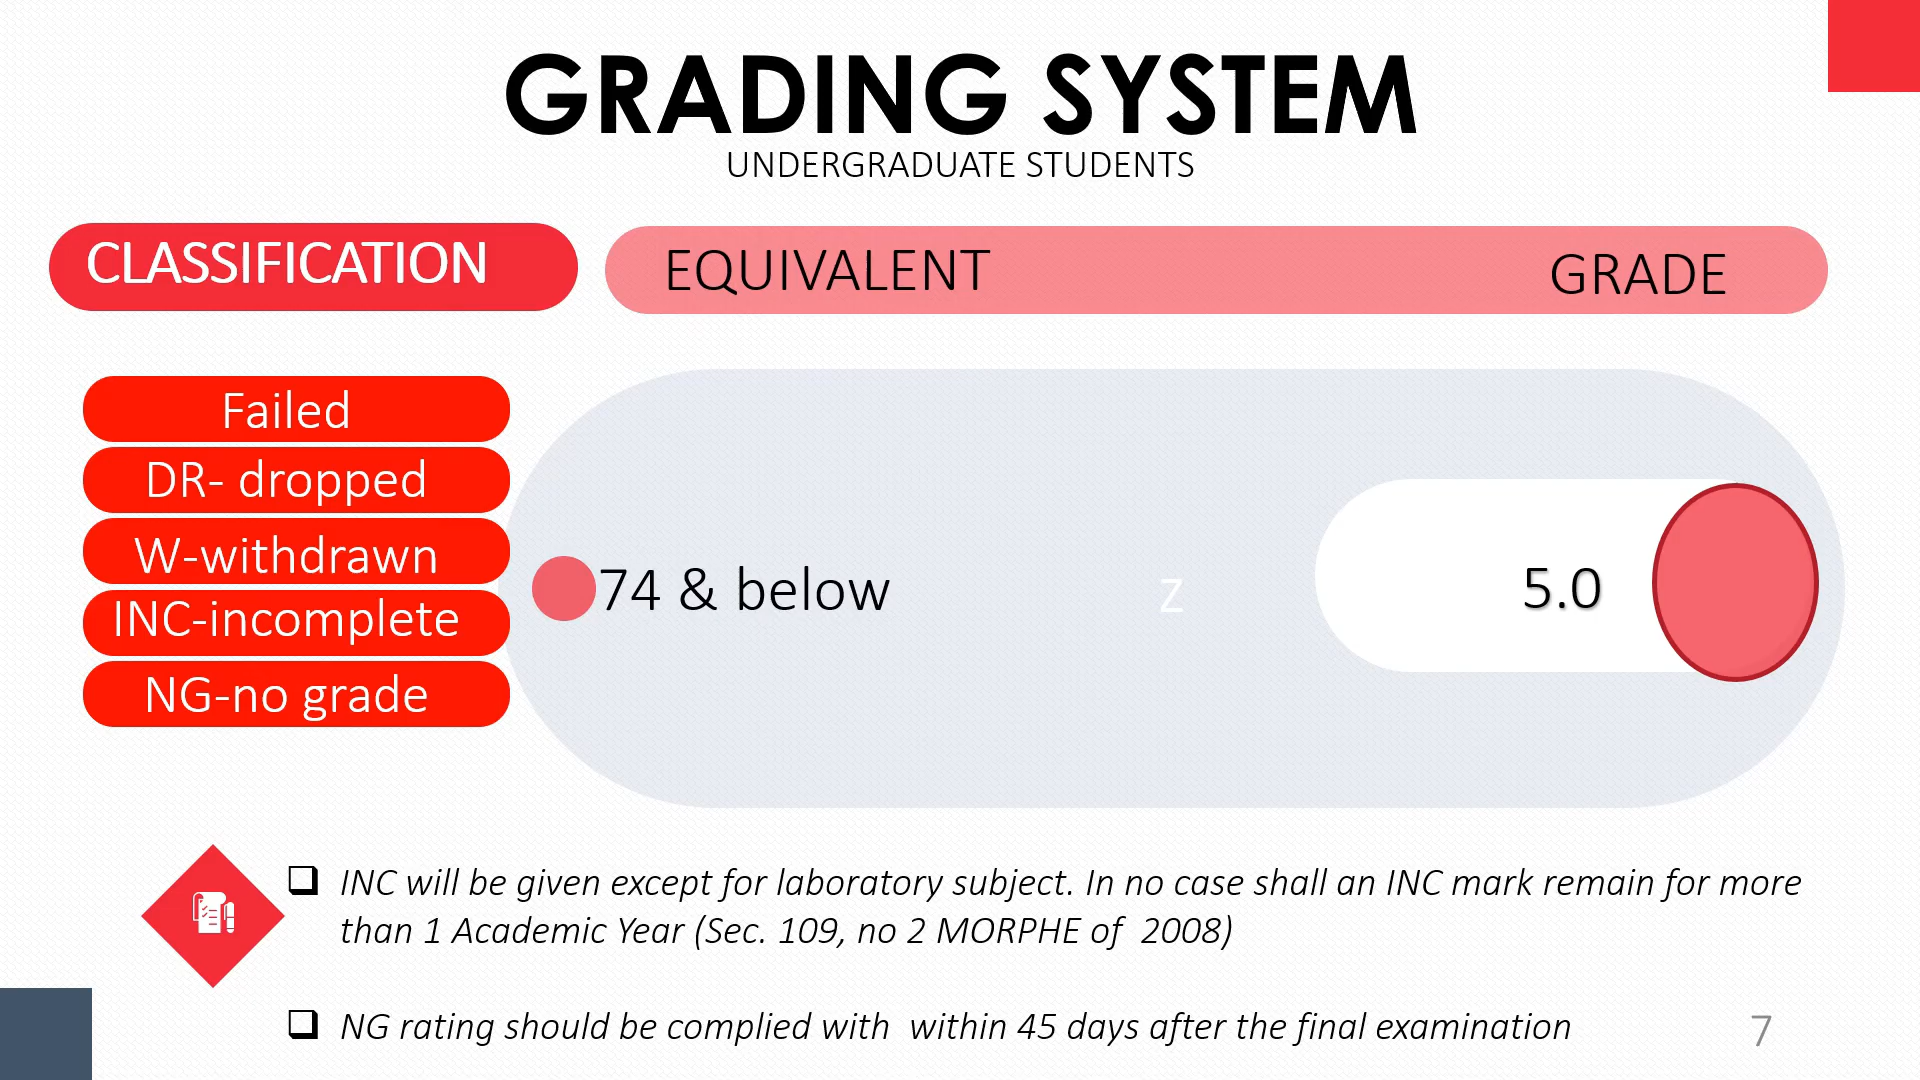 GRADING SYSTEM
UNDERGRADUATE STUDENTS
CLASSIFICATION
EQUIVALENT
GRADE
Failed
DR- dropped
W-withdrawn
INC-incomplete
NG-no grade
74 & below
z
5.0
INC will be given except for laboratory subject. In no case shall an INC mark remain for more
than 1 Academic Year (Sec. 109, no 2 MORPHE of  2008)
NG rating should be complied with  within 45 days after the final examination
7